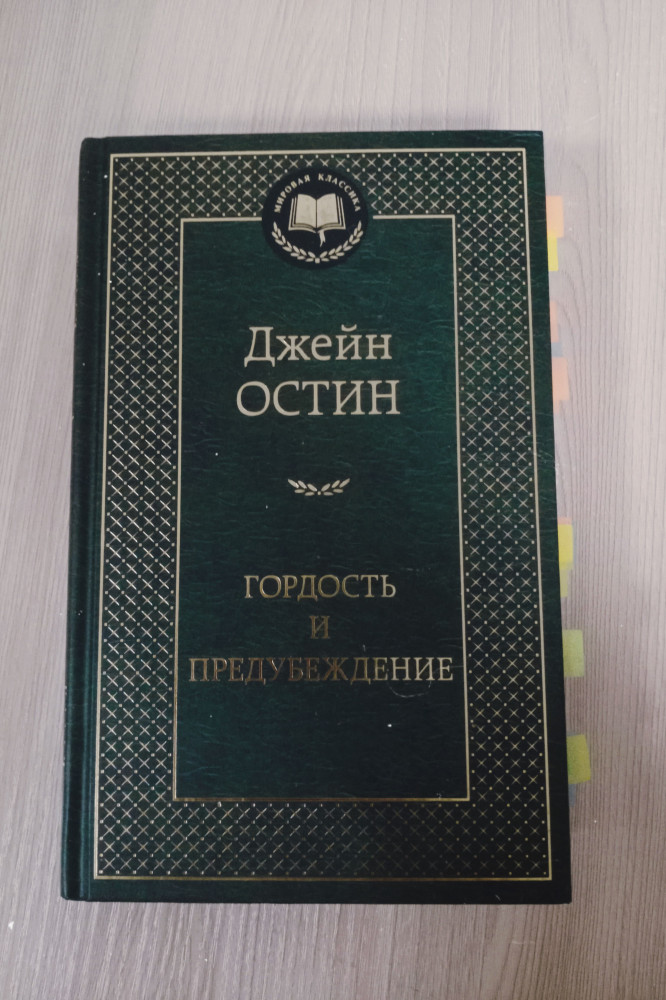 МИРОВАЯ КЛАССИКА
Джейн
ОСТИН
ГОРДОСТЬ
И
ПРЕДУБЕЖДЕНИЕ